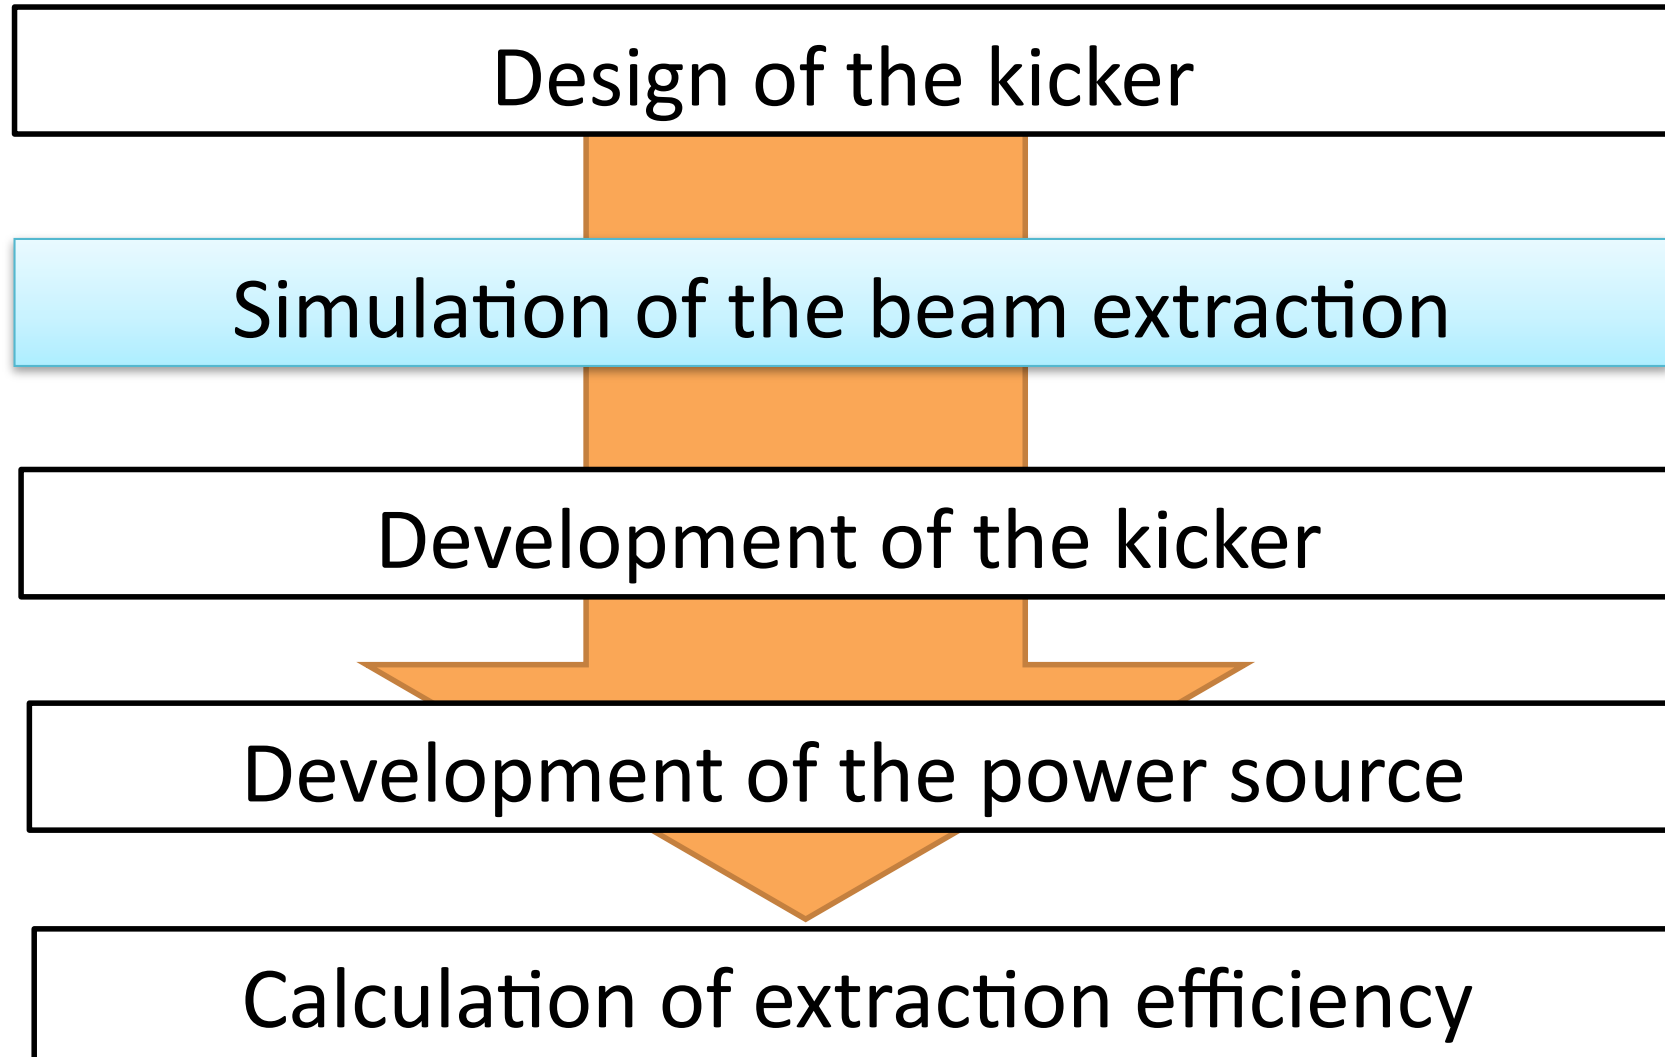 Design of the kicker
Simulation of the beam extraction
Development of the kicker
Development of the power source
Calculation of extraction efficiency